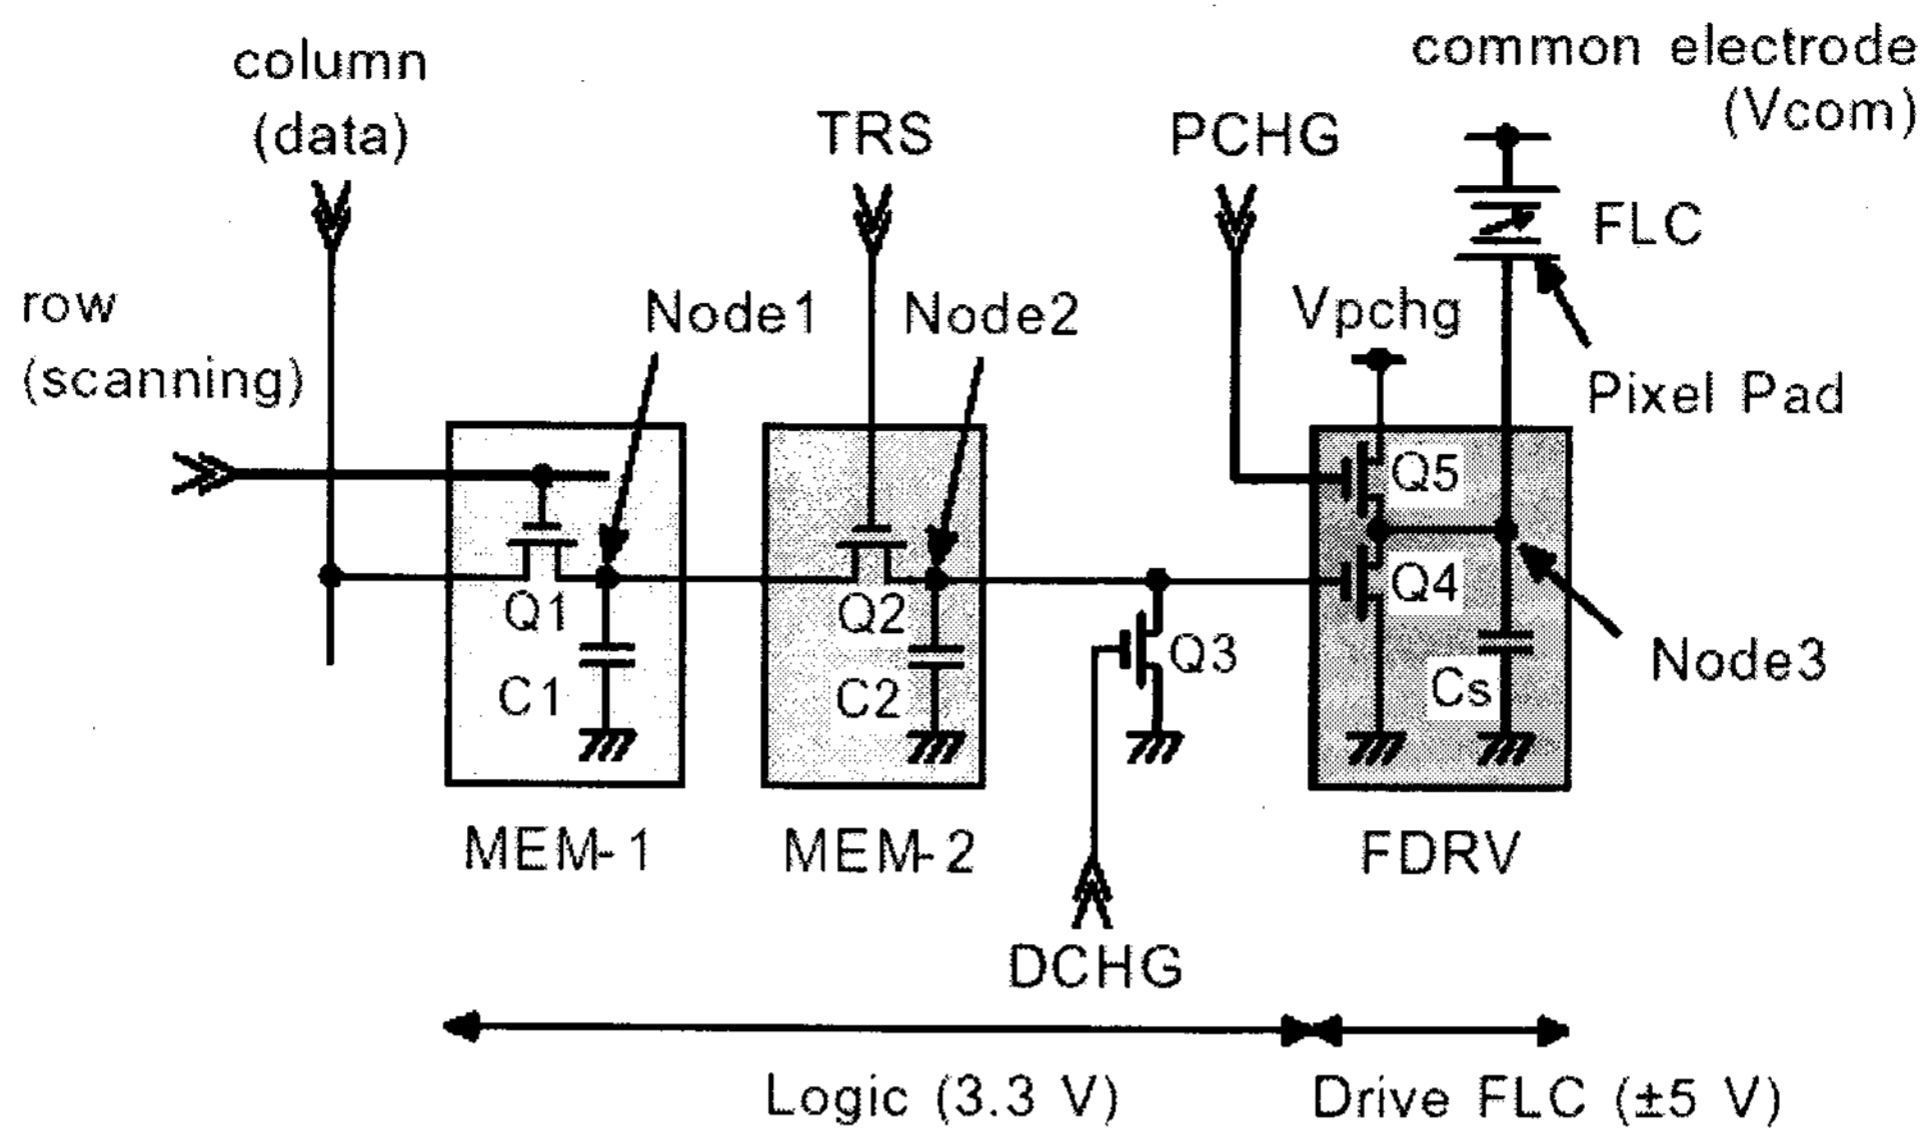 column
(data)
TRS
PCHG
common electrode
(Vcom)
FLC
row
(scanning)
Node1
Node2
Vpchg
Pixel Pad
Q5
Q1
Q2
Q4
Q3
C1
C2
Cs
Node3
MEM-1
MEM-2
FDRV
DCHG
Logic (3.3 V)
Drive FLC (±5 V)